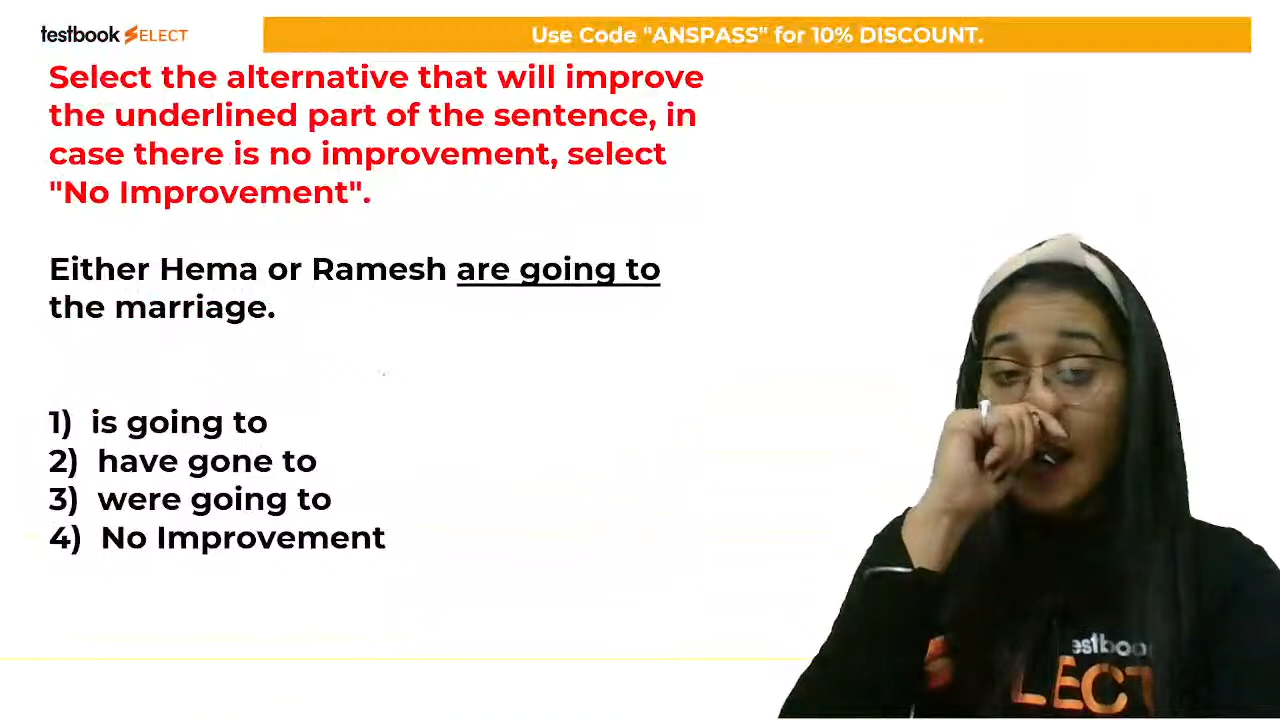 testbook SELECT
Use Code "ANSPASS" for 10% DISCOUNT.
Select the alternative that will improve
the underlined part of the sentence, in
case there is no improvement, select
"No Improvement".
Either Hema or Ramesh are going to
the marriage.
1) is going to
2) have gone to
3) were going to
4) No Improvement
estboo
LECT